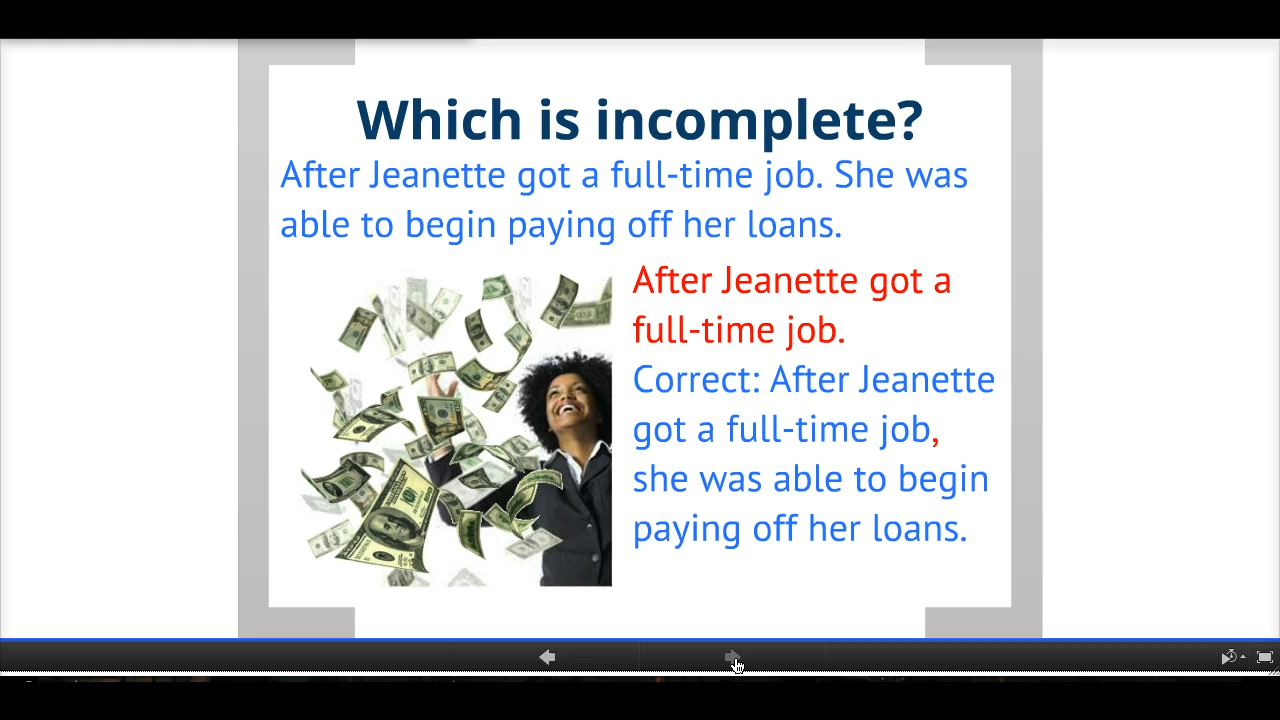 Which is incomplete?
After Jeanette got a full-time job. She was
able to begin paying off her loans.
After Jeanette got a
full-time job.
Correct: After Jeanette
got a full-time job,
she was able to begin
paying off her loans.